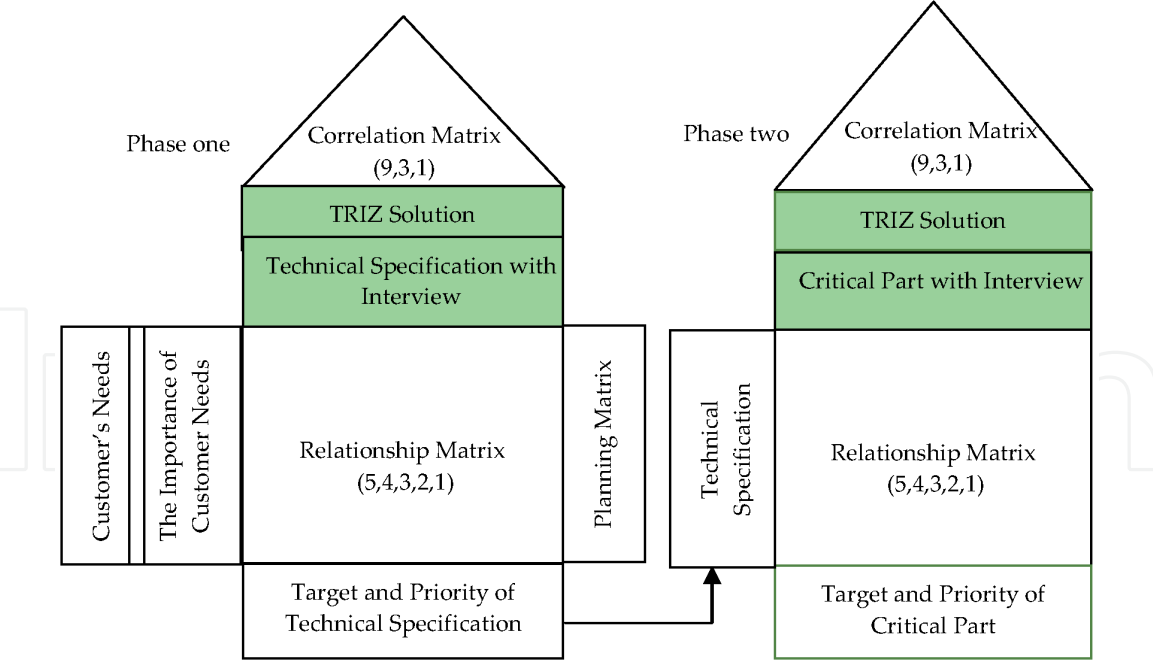 Phase one
Correlation Matrix
(9,3,1)
TRIZ Solution
Technical Specification with
Interview
Customer's Needs
The Importance of
Customer Needs
Relationship Matrix
(5,4,3,2,1)
Planning Matrix
Target and Priority of
Technical Specification
Phase two
Correlation Matrix
(9,3,1)
TRIZ Solution
Critical Part with Interview
Technical
Specification
Relationship Matrix
(5,4,3,2,1)
Target and Priority of
Critical Part